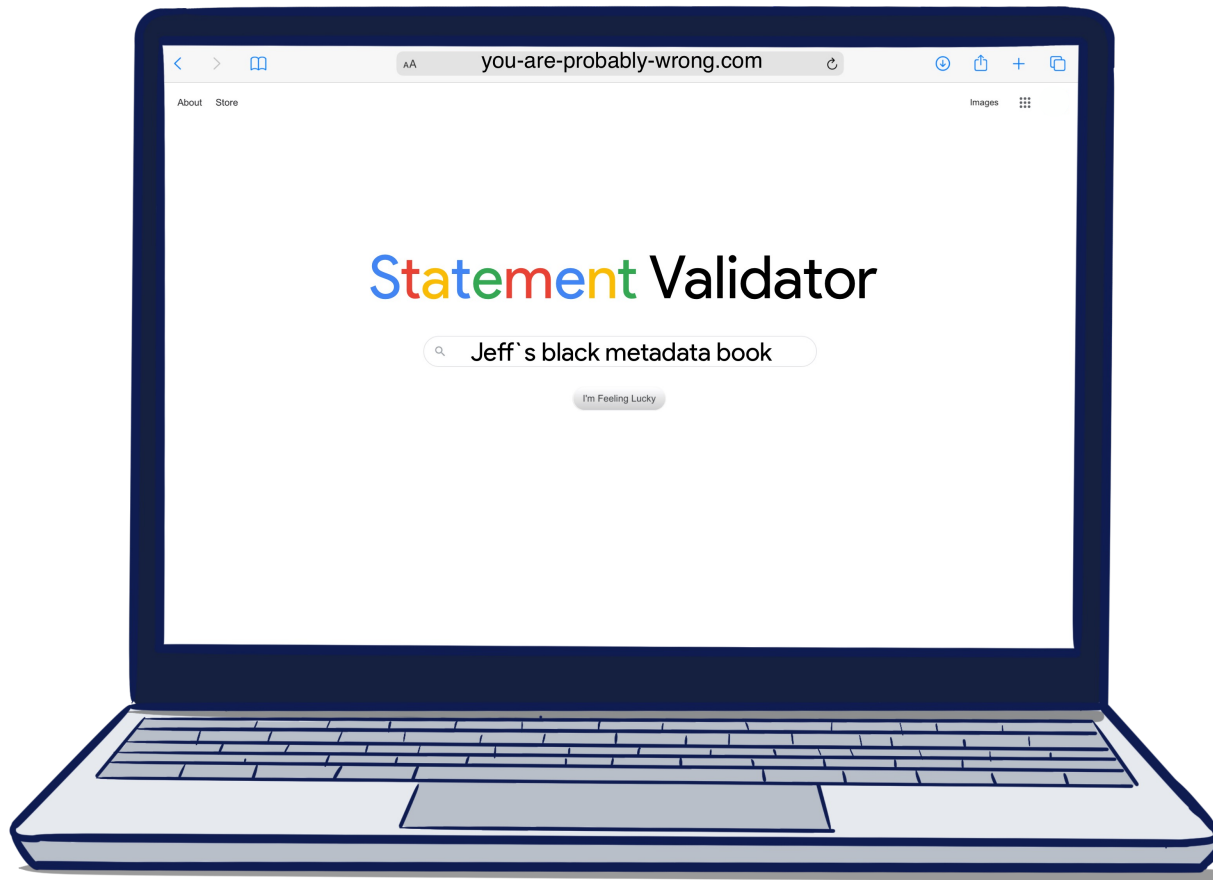 AA you-are-probably-wrong.com
About Store Images
Statement Validator
Jeff`s black metadata book
I'm Feeling Lucky